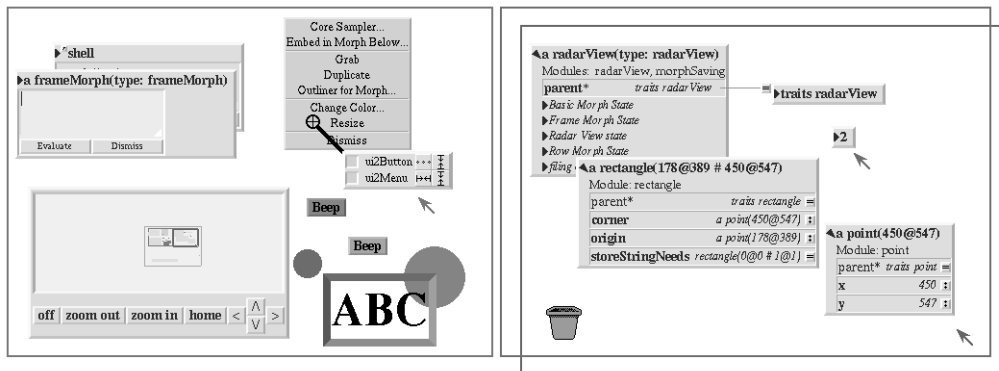 shell
a frameMorph(type: frameMorph)
Evaluate
Dismiss
Core Sampler...
Embed in Morph Below...
Grab
Duplicate
Outliner for Morph...
Change Color...
Resize
Dismiss
ui2Button
ui2Menu
Beep
Beep
ABC
off zoom out zoom in home < Λ V >
a radarView(type: radarView)
Modules: radarView, morphSaving
parent* traits radarView
Basic Morph State
Frame Morph State
Radar View state
Row Morph State
filing
traits radarView
2
a rectangle(178@389 # 450@547)
Module: rectangle
parent* traits rectangle =
corner a point(450@547) :
origin a point(178@389) :
storeStringNeeds rectangle(0@0 # 1@1) =
a point(450@547)
Module: point
parent* traits point =
x 450 :
y 547 :